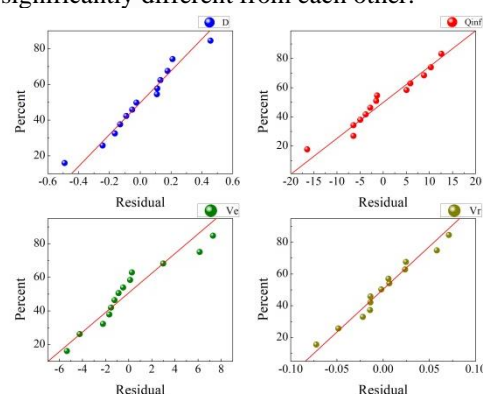 significantly different from each other.
D
Qinf
80
60
40
20
Percent
-0.6 -0.4 -0.2 0.0 0.2 0.4 0.6
Residual
80
60
40
20
Percent
-20 -15 -10 -5 0 5 10 15 20
Residual
Ve
Vr
80
60
40
20
Percent
-6 -4 -2 0 2 4 6 8
Residual
80
60
40
20
Percent
-0.10 -0.05 0.00 0.05 0.10
Residual